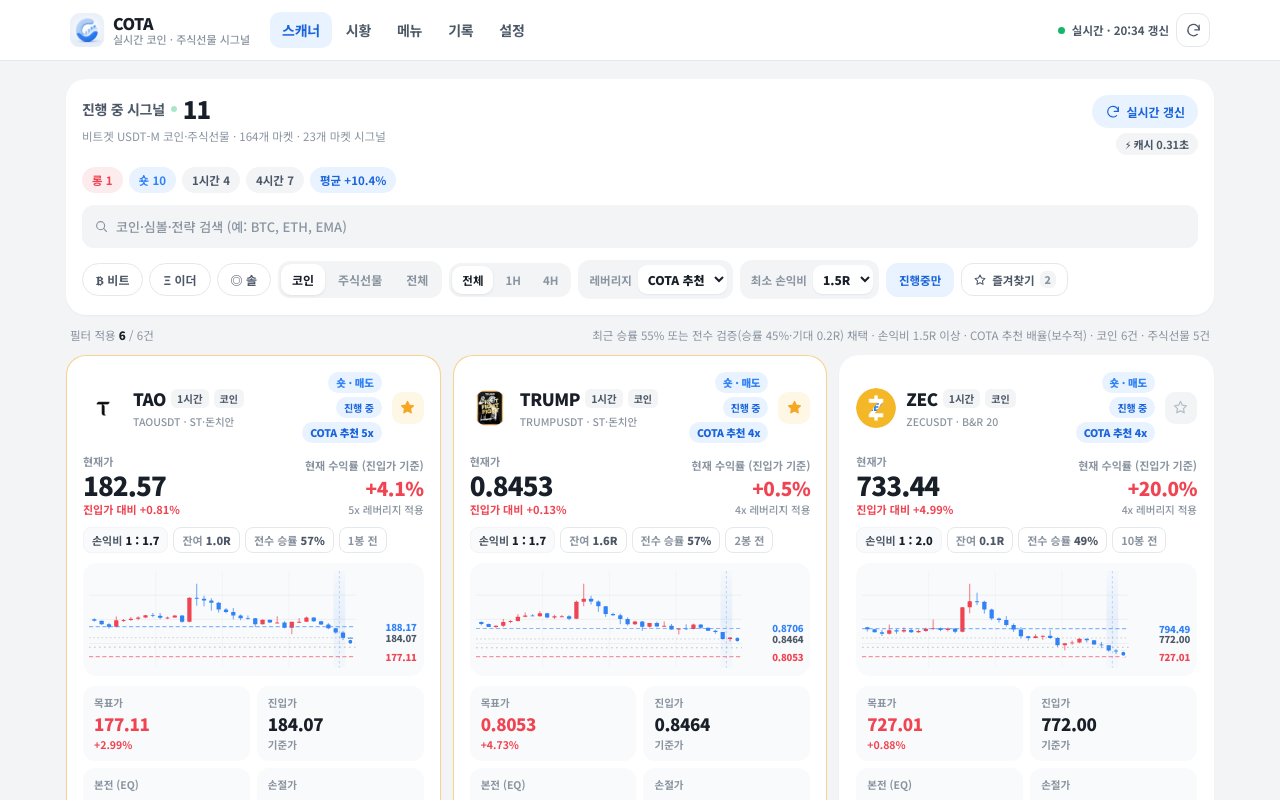 COTA
실시간 코인 · 주식선물 시그널
스캐너
시황
메뉴
기록
설정
실시간 · 20:34 갱신
진행 중 시그널
11
실시간 갱신
비트겟 USDT-M 코인·주식선물 · 164개 마켓 · 23개 마켓 시그널
⚡캐시 0.31초
롱 1
숏 10
1시간 4
4시간 7
평균 +10.4%
코인·심볼·전략 검색 (예: BTC, ETH, EMA)
₿ 비트
Ξ 이더
◎ 솔
코인
주식선물
전체
전체
1H
4H
레버리지
COTA 추천
최소 손익비
1.5R
진행중만
즐겨찾기 2
필터 적용 6 / 6건
최근 승률 55% 또는 전수 검증(승률 45%·기대 0.2R) 채택 · 손익비 1.5R 이상 · COTA 추천 배율(보수적) · 코인 6건 · 주식선물 5건
TAO
1시간
코인
TAOUSDT · ST·돈치안
숏 · 매도
진행 중
COTA 추천 5x
현재가
182.57
진입가 대비 +0.81%
현재 수익률 (진입가 기준)
+4.1%
5x 레버리지 적용
손익비 1 : 1.7
잔여 1.0R
전수 승률 57%
1봉 전
188.17
184.07
177.11
목표가
177.11
+2.99%
진입가
184.07
기준가
본전 (EQ)
손절가
TRUMP
1시간
코인
TRUMPUSDT · ST·돈치안
숏 · 매도
진행 중
COTA 추천 4x
현재가
0.8453
진입가 대비 +0.13%
현재 수익률 (진입가 기준)
+0.5%
4x 레버리지 적용
손익비 1 : 1.7
잔여 1.6R
전수 승률 57%
2봉 전
0.8706
0.8464
0.8053
목표가
0.8053
+4.73%
진입가
0.8464
기준가
본전 (EQ)
손절가
ZEC
1시간
코인
ZECUSDT · B&R 20
숏 · 매도
진행 중
COTA 추천 4x
현재가
733.44
진입가 대비 +4.99%
현재 수익률 (진입가 기준)
+20.0%
4x 레버리지 적용
손익비 1 : 2.0
잔여 0.1R
전수 승률 49%
10봉 전
794.49
772.00
727.01
목표가
727.01
+0.88%
진입가
772.00
기준가
본전 (EQ)
손절가